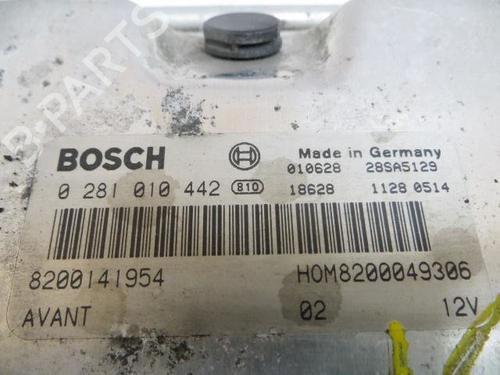 BOSCH
Made in Germany
010628 28SA5129
0 281 010 442 810 18628 1128 0514
8200141954 HOM8200049306
AVANT 02 12V
B-PARTS